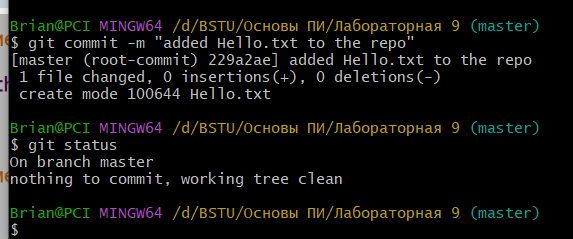 Brian@PCI MINGW64 /d/BSTU/Основы ПИ/Лабораторная 9 (master)
$ git commit -m "added Hello.txt to the repo"
[master (root-commit) 229a2ae] added Hello.txt to the repo
 1 file changed, 0 insertions(+), 0 deletions(-)
 create mode 100644 Hello.txt
Brian@PCI MINGW64 /d/BSTU/Основы ПИ/Лабораторная 9 (master)
$ git status
On branch master
nothing to commit, working tree clean
Brian@PCI MINGW64 /d/BSTU/Основы ПИ/Лабораторная 9 (master)
$